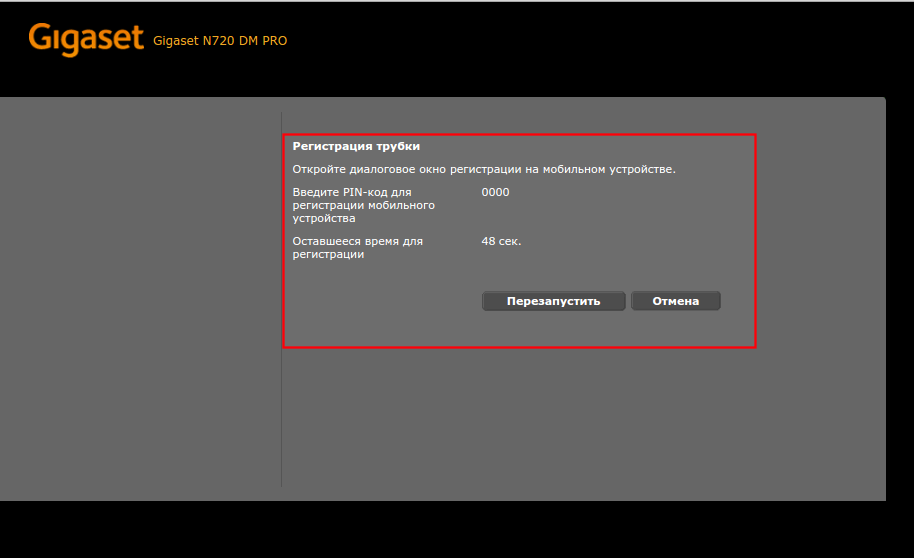 Gigaset Gigaset N720 DM PRO
Регистрация трубки
Откройте диалоговое окно регистрации на мобильном устройстве.
Введите PIN-код для 0000
регистрации мобильного
устройства
Оставшееся время для 48 сек.
регистрации
Перезапустить Отмена